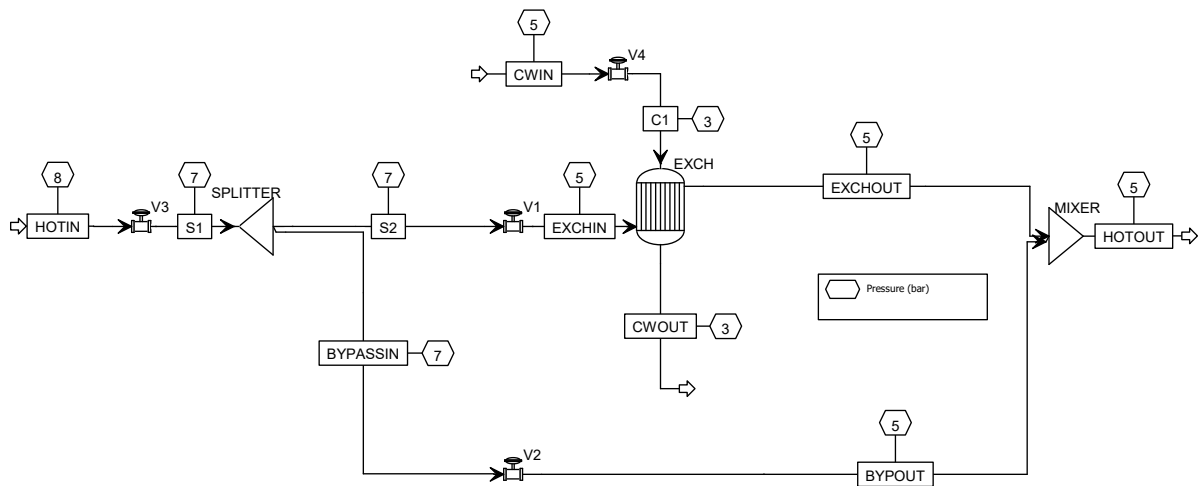 5
V4
CWIN
C1
3
5
EXCH
8
7
SPLITTER
7
5
EXCHOUT
5
V3
V1
MIXER
HOTIN
S1
S2
EXCHIN
HOTOUT
Pressure (bar)
CWOUT
3
BYPASSIN
7
5
V2
BYPOUT